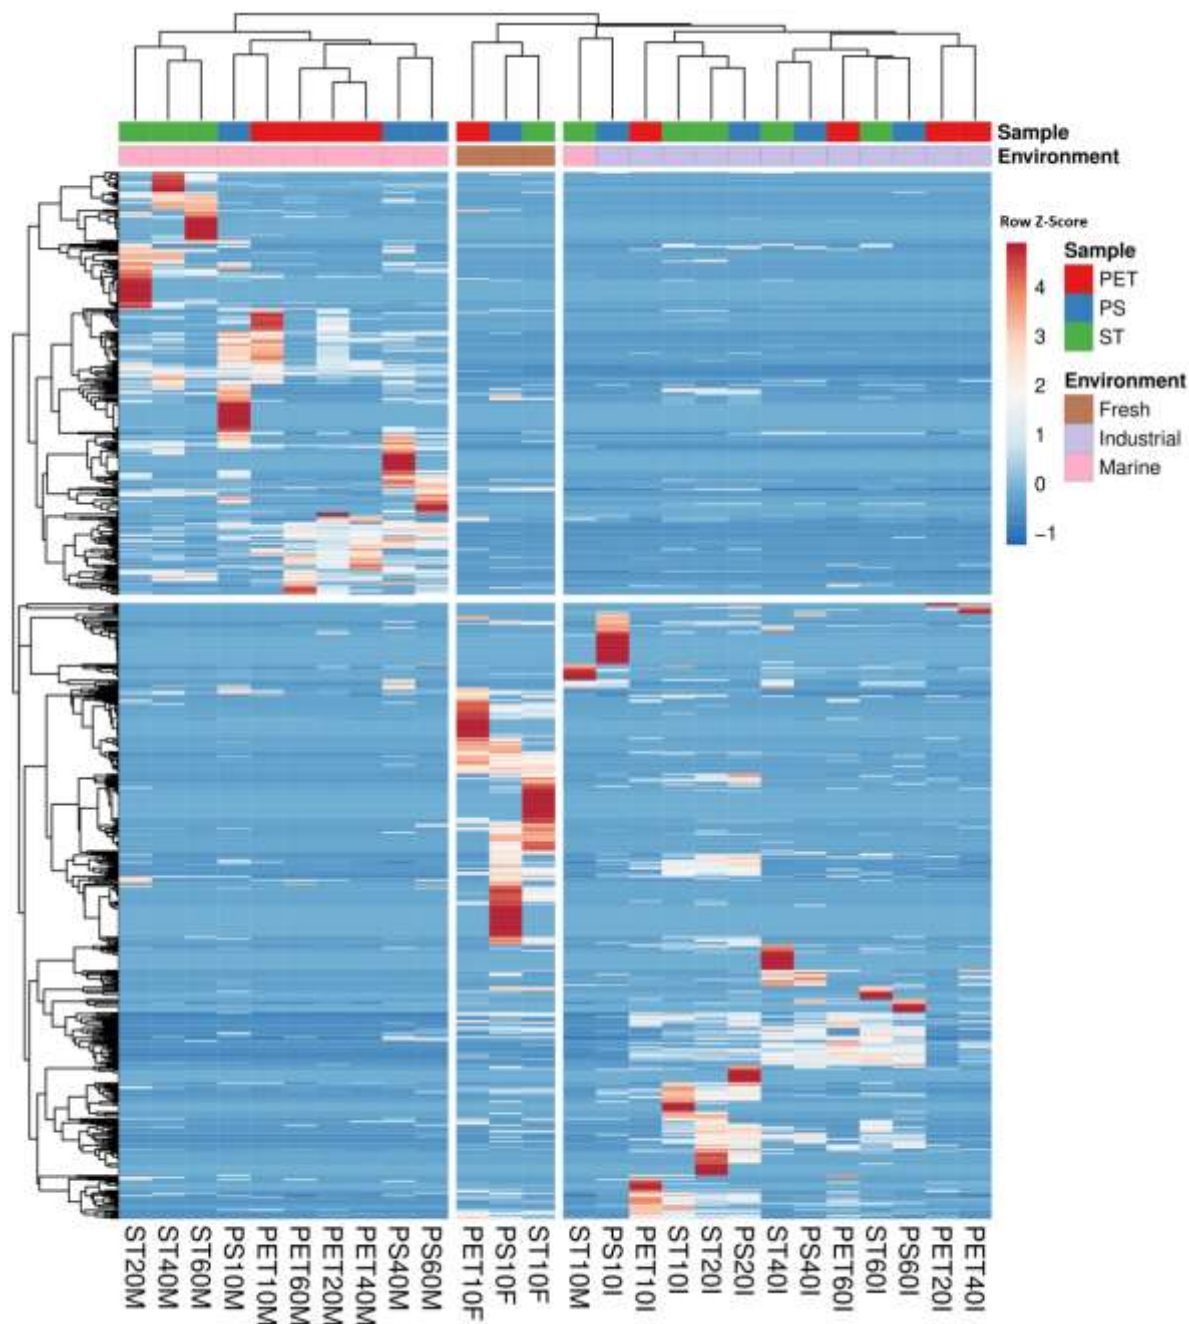 Sample
Environment
Row Z-Score
4
3
2
1
0
−1
Sample
PET
PS
ST
Environment
Fresh
Industrial
Marine
ST20M
ST40M
ST60M
PS10M
PET10M
PET60M
PET20M
PET40M
PS40M
PS60M
PET10F
PS10F
ST10F
ST10M
PS10I
PET10I
ST10I
ST20I
PS20I
ST40I
PS40I
PET60I
ST60I
PS60I
PET20I
PET40I